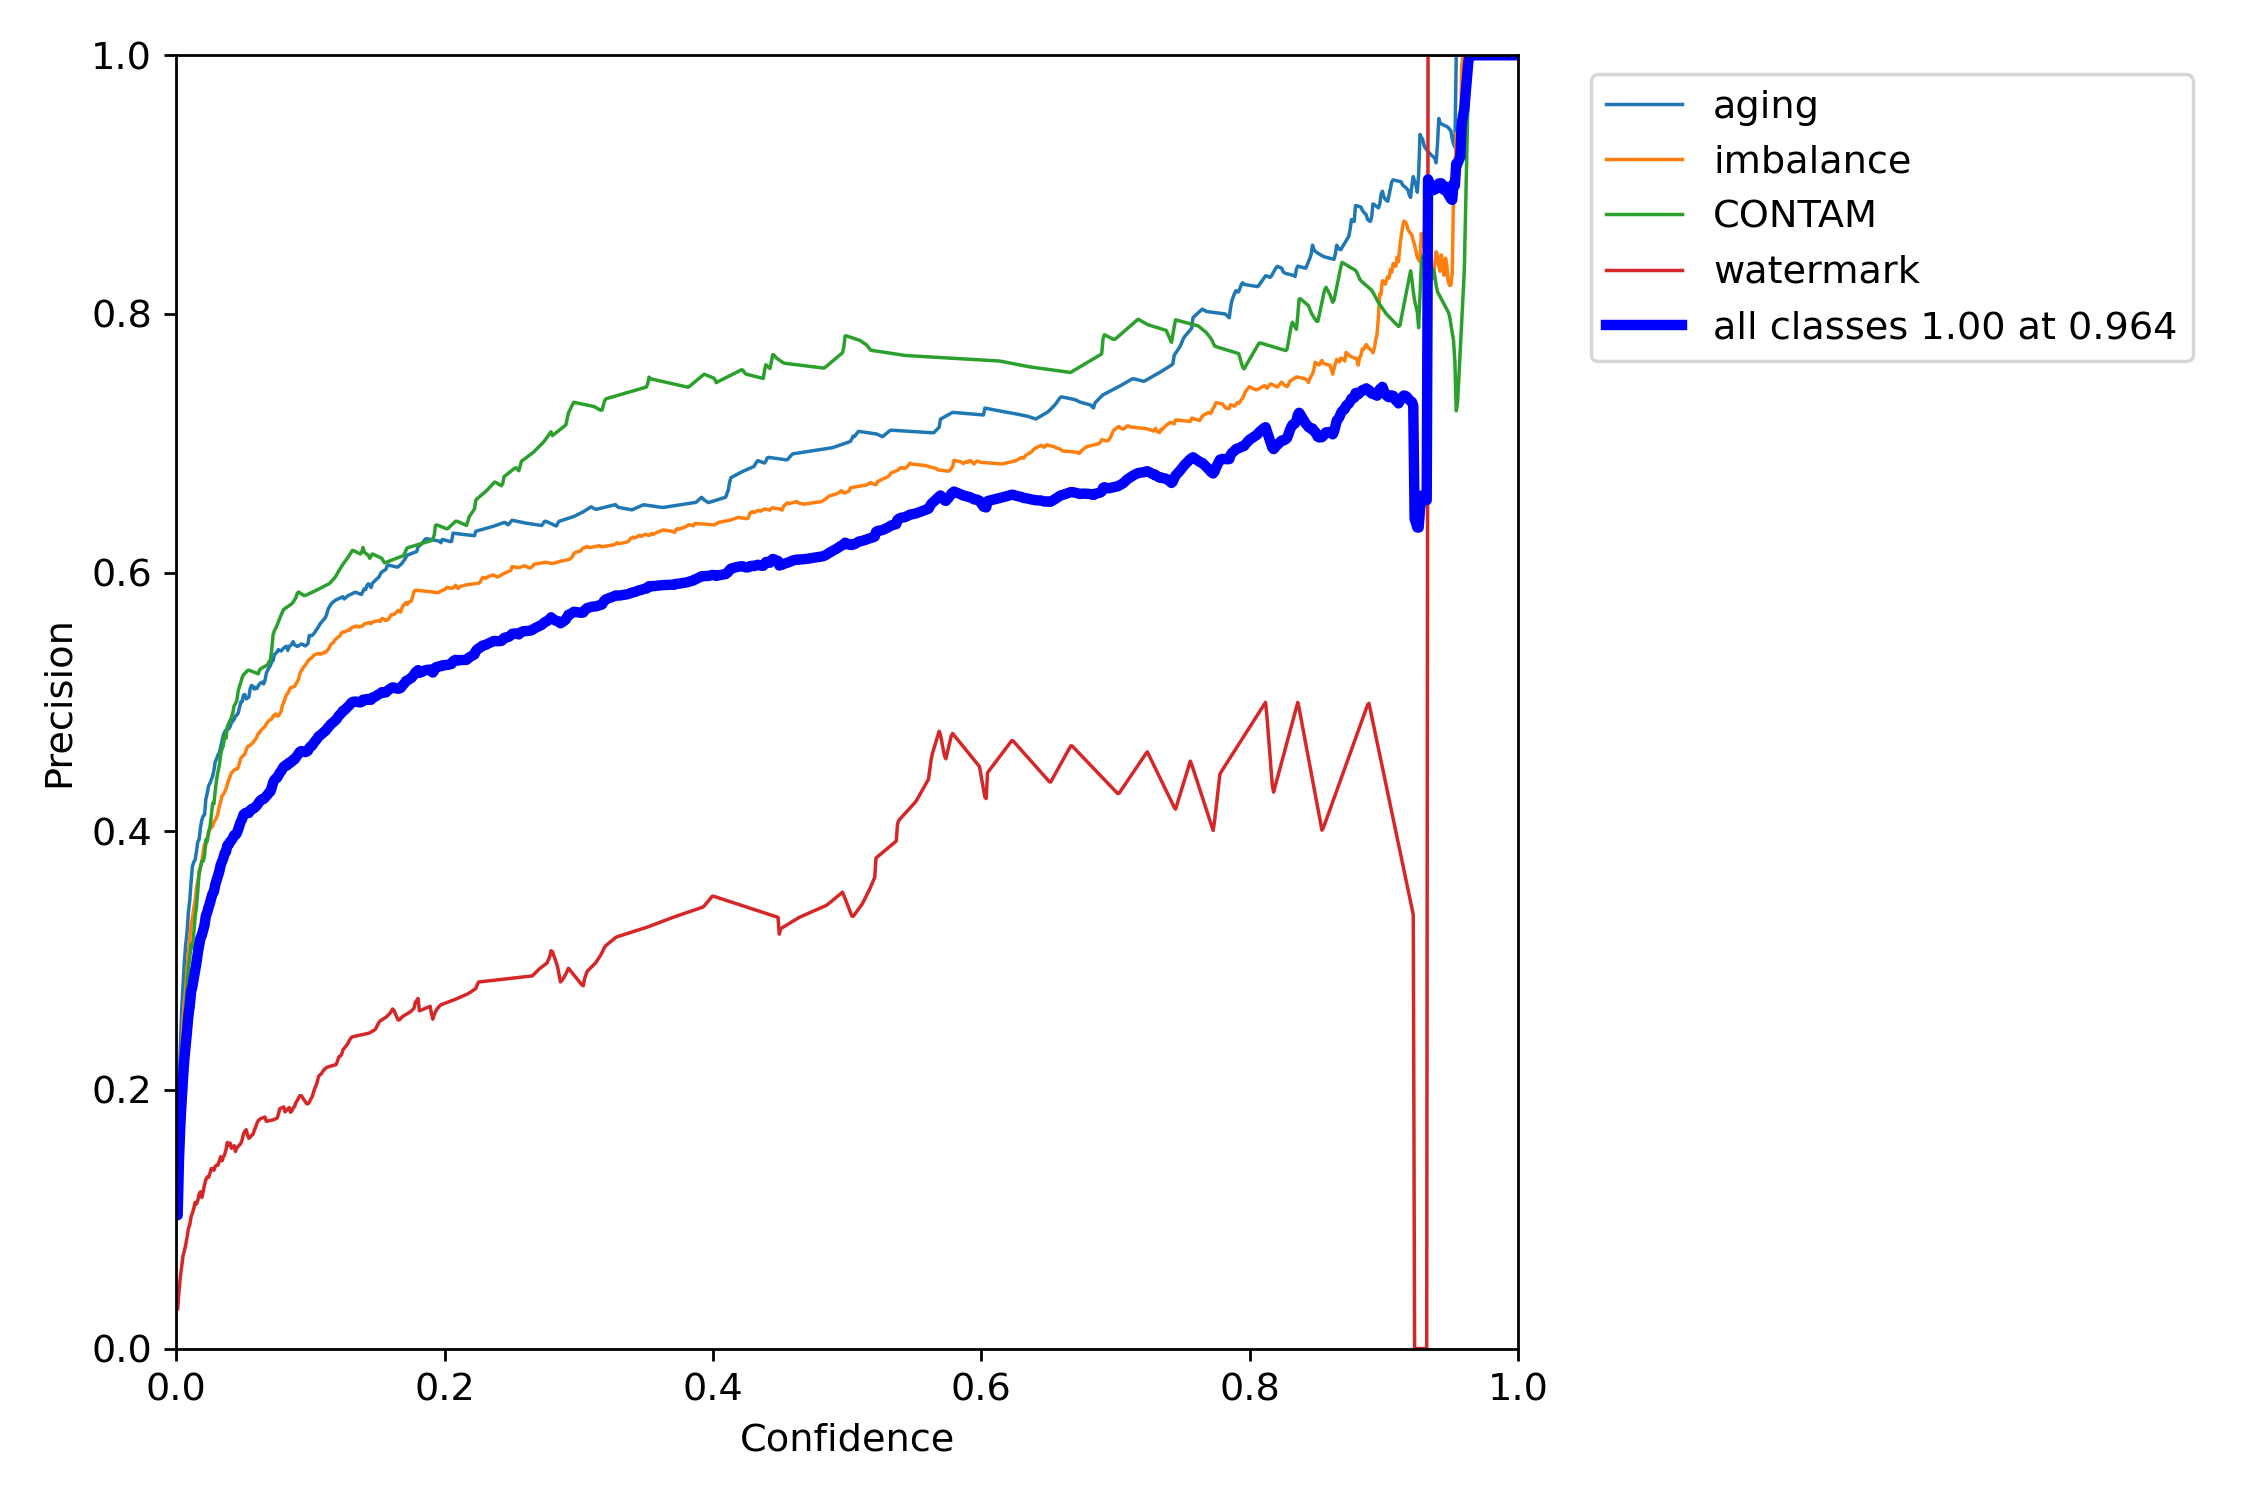 1.0
0.8
0.6
0.4
0.2
0.0
Precision
0.0 0.2 0.4 0.6 0.8 1.0
Confidence
aging
imbalance
CONTAM
watermark
all classes 1.00 at 0.964